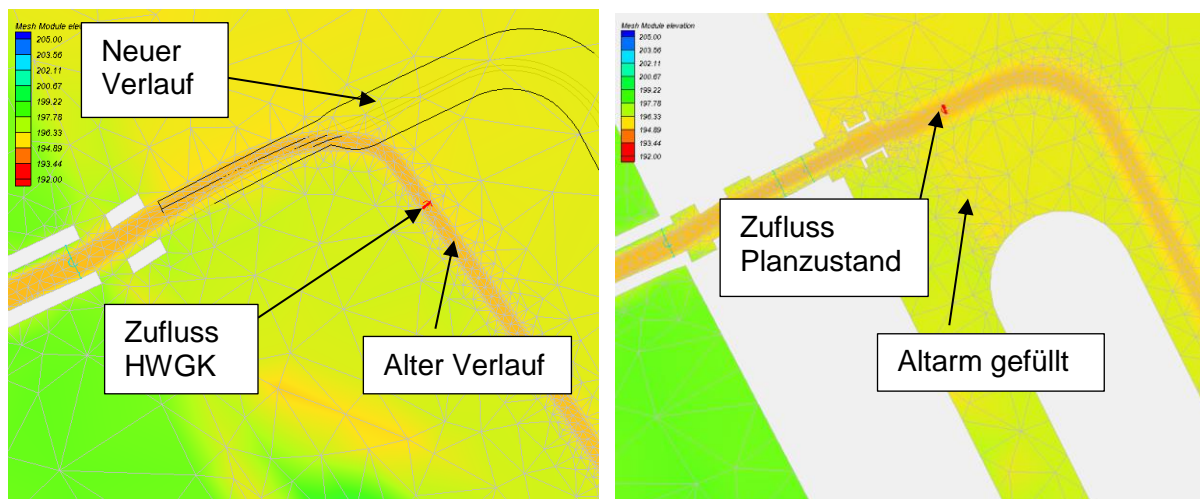 Mesh Module elev
205.00
203.56
202.11
200.67
199.22
197.78
196.33
194.89
193.44
192.00
Neuer
Verlauf
Zufluss
HWGK
Alter Verlauf
Mesh Module elevation
205.00
203.56
202.11
200.67
199.22
197.78
196.33
194.89
193.44
192.00
Zufluss
Planzustand
Altarm gefüllt